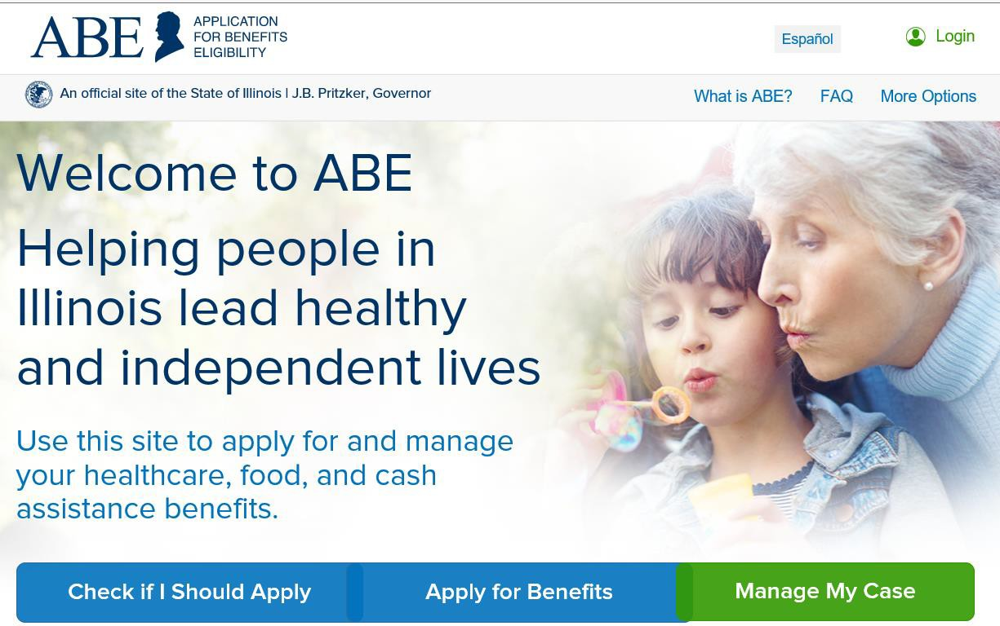 ABE
APPLICATION
FOR BENEFITS
ELIGIBILITY
Español
Login
An official site of the State of Illinois | J.B. Pritzker, Governor
What is ABE?
FAQ
More Options
Welcome to ABE
Helping people in
Illinois lead healthy
and independent lives
Use this site to apply for and manage
your healthcare, food, and cash
assistance benefits.
Check if I Should Apply
Apply for Benefits
Manage My Case